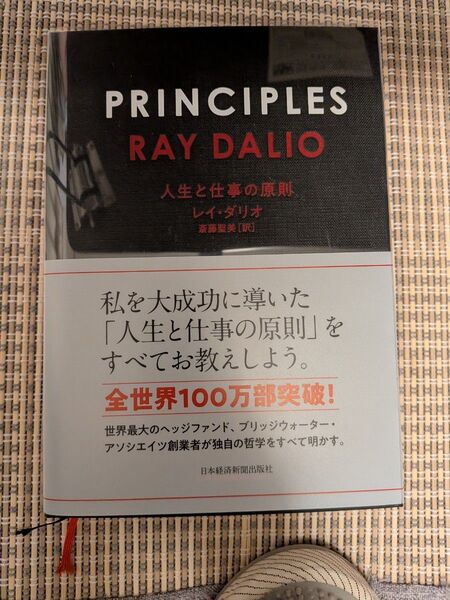 PRINCIPLES
RAY DALIO
人生と仕事の原則
レイ・ダリオ
斎藤聖美[訳]
私を大成功に導いた
「人生と仕事の原則」を
すべてお教えしよう。
全世界100万部突破!
世界最大のヘッジファンド、ブリッジウォーター・
アソシエイツ創業者が独自の哲学をすべて明かす。
日本経済新聞出版社